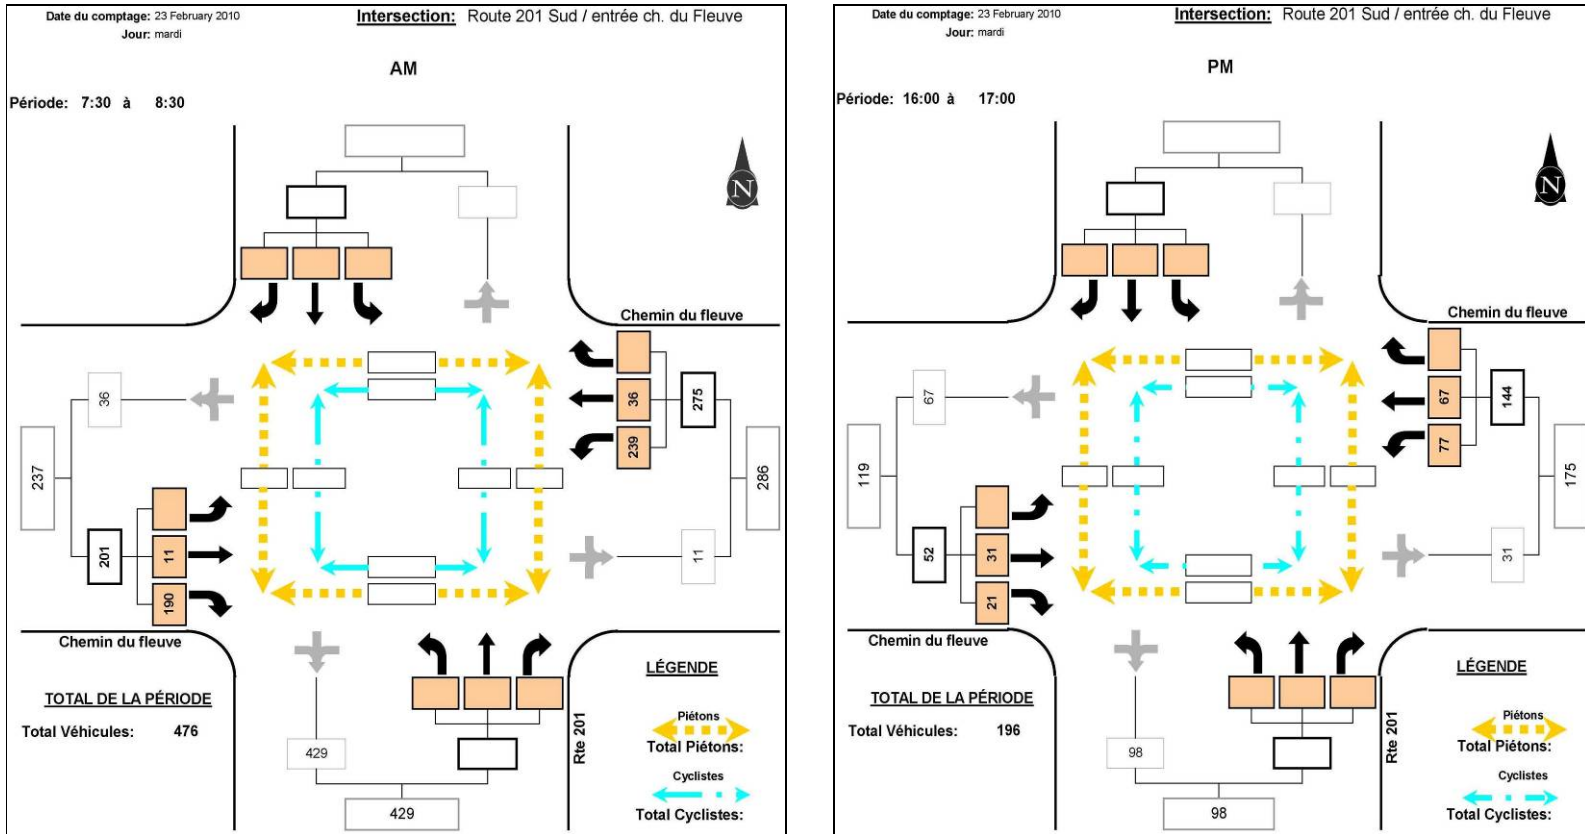 Date du comptage: 23 February 2010
Intersection: Route 201 Sud / entrée ch. du Fleuve
Jour: mardi
AM
Période: 7:30 à 8:30
N
Chemin du fleuve
36
36
275
239
237
286
201
11
11
190
Chemin du fleuve
LÉGENDE
TOTAL DE LA PÉRIODE
Piétons
Total Véhicules: 476
Rte 201
Total Piétons:
429
Cyclistes
429
Total Cyclistes:
Date du comptage: 23 February 2010
Intersection: Route 201 Sud / entrée ch. du Fleuve
Jour: mardi
PM
Période: 16:00 à 17:00
N
Chemin du fleuve
67
67
144
77
119
175
52
31
31
21
Chemin du fleuve
LÉGENDE
TOTAL DE LA PÉRIODE
Piétons
Total Véhicules: 196
Rte 201
Total Piétons:
98
Cyclistes
98
Total Cyclistes: